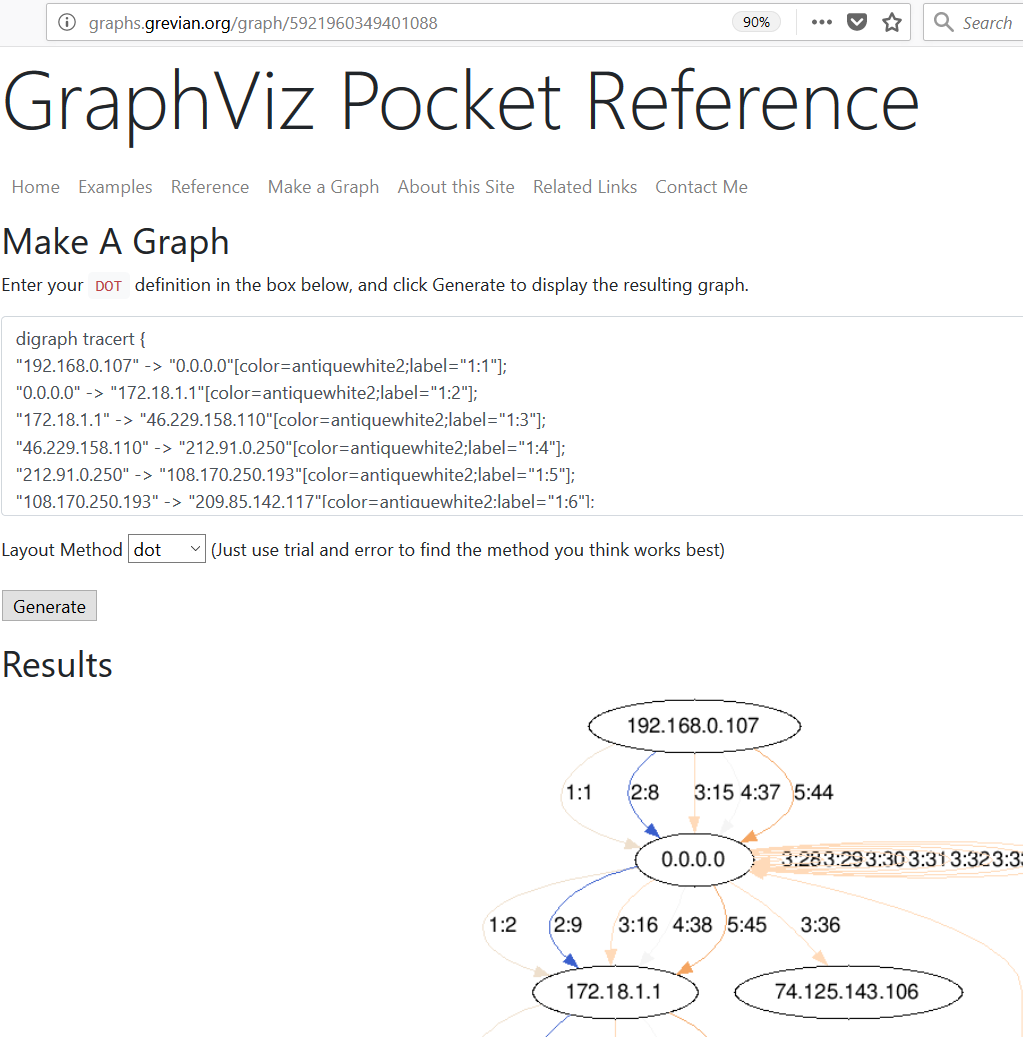 graphs.grevian.org/graph/5921960349401088 90% Search
GraphViz Pocket Reference
Home Examples Reference Make a Graph About this Site Related Links Contact Me
Make A Graph
Enter your DOT definition in the box below, and click Generate to display the resulting graph.
digraph tracert {
"192.168.0.107" -> "0.0.0.0"[color=antiquewhite2;label="1:1"];
"0.0.0.0" -> "172.18.1.1"[color=antiquewhite2;label="1:2"];
"172.18.1.1" -> "46.229.158.110"[color=antiquewhite2;label="1:3"];
"46.229.158.110" -> "212.91.0.250"[color=antiquewhite2;label="1:4"];
"212.91.0.250" -> "108.170.250.193"[color=antiquewhite2;label="1:5"];
"108.170.250.193" -> "209.85.142.117"[color=antiquewhite2;label="1:6"];
Layout Method dot (Just use trial and error to find the method you think works best)
Generate
Results
192.168.0.107
1:1 2:8 3:15 4:37 5:44
0.0.0.0 3:28 3:29 3:30 3:31 3:32
1:2 2:9 3:16 4:38 5:45 3:36
172.18.1.1 74.125.143.106